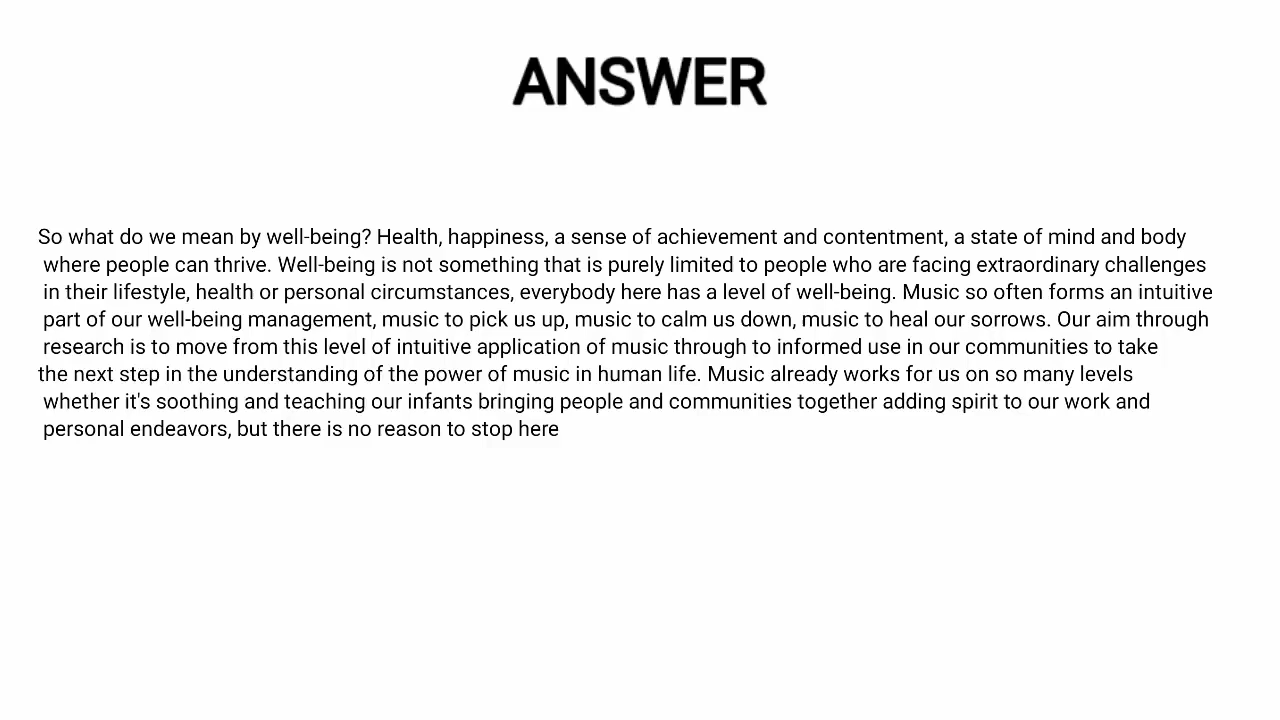 ANSWER
So what do we mean by well-being? Health, happiness, a sense of achievement and contentment, a state of mind and body
where people can thrive. Well-being is not something that is purely limited to people who are facing extraordinary challenges
in their lifestyle, health or personal circumstances, everybody here has a level of well-being. Music so often forms an intuitive
part of our well-being management, music to pick us up, music to calm us down, music to heal our sorrows. Our aim through
research is to move from this level of intuitive application of music through to informed use in our communities to take
the next step in the understanding of the power of music in human life. Music already works for us on so many levels
whether it's soothing and teaching our infants bringing people and communities together adding spirit to our work and
personal endeavors, but there is no reason to stop here